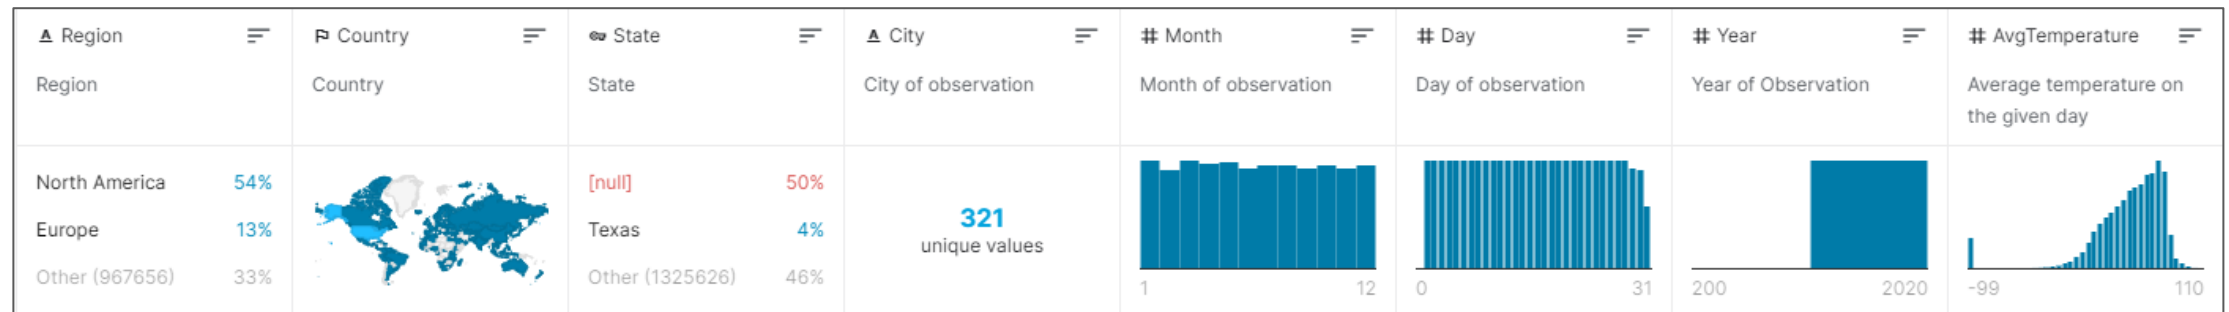 Region
Country
State
City
# Month
# Day
# Year
# AvgTemperature
Region
Country
State
City of observation
Month of observation
Day of observation
Year of Observation
Average temperature on
the given day
North America 54%
Europe 13%
Other (967656) 33%
[null] 50%
Texas 4%
Other (1325626) 46%
321
unique values
1 12
0 31
200 2020
-99 110